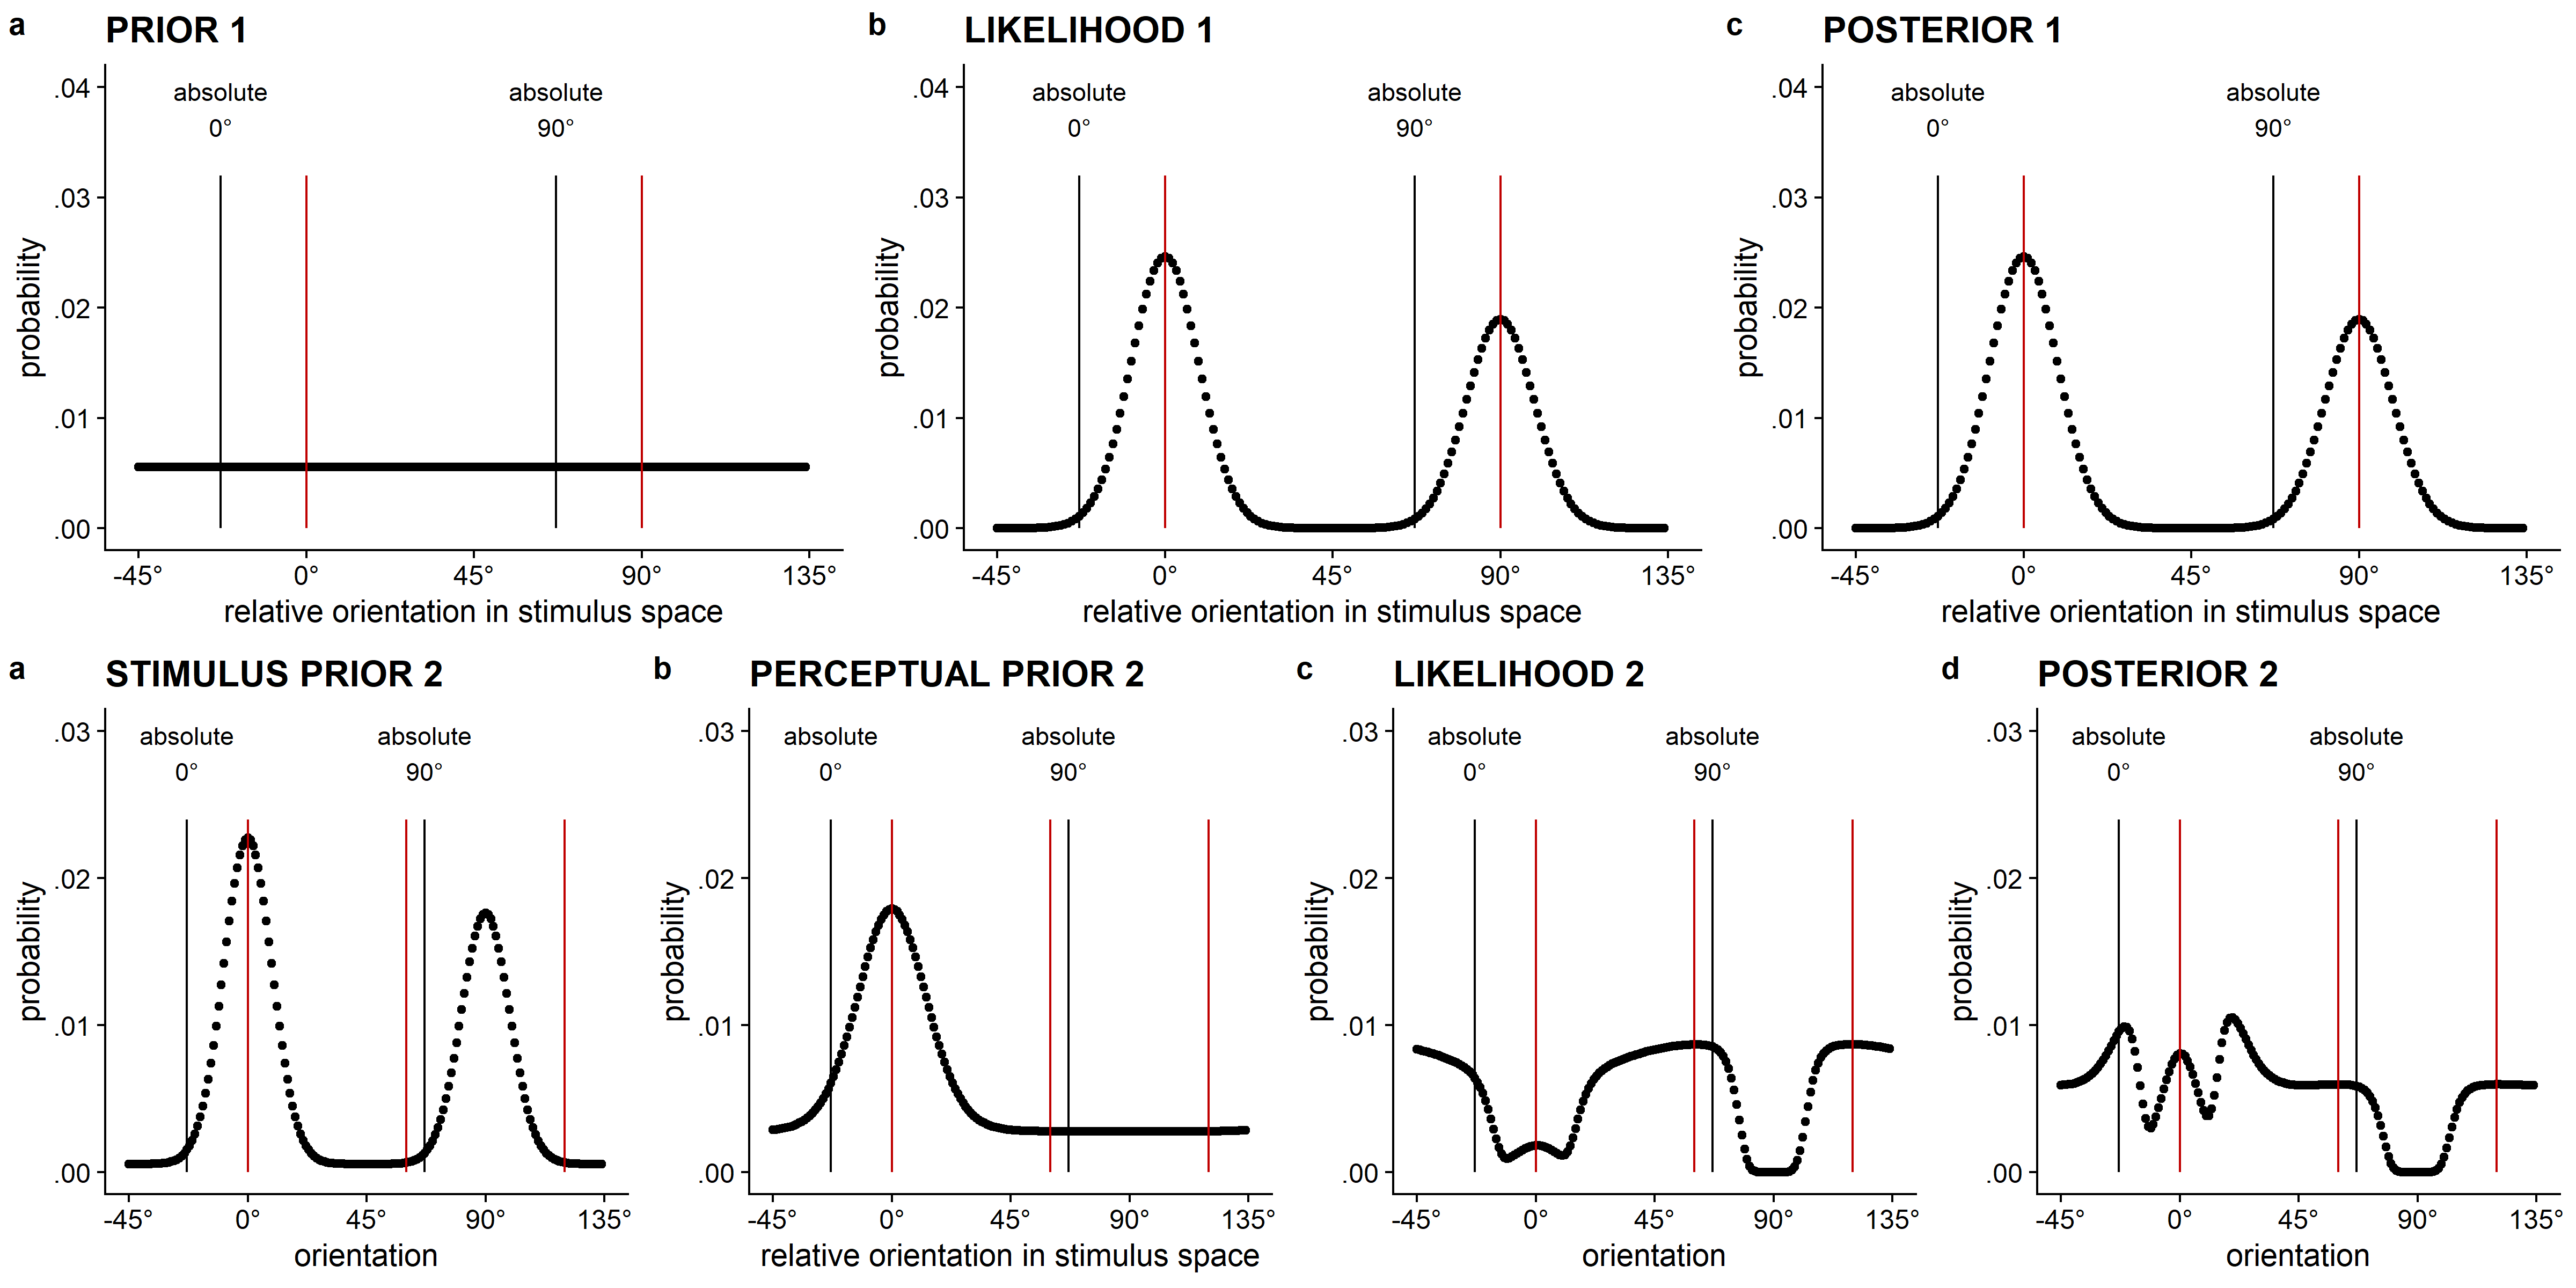 a PRIOR 1
absolute 0°
absolute 90°
.04
.03
.02
.01
.00
probability
-45° 0° 45° 90° 135°
relative orientation in stimulus space
b LIKELIHOOD 1
absolute 0°
absolute 90°
.04
.03
.02
.01
.00
probability
-45° 0° 45° 90° 135°
relative orientation in stimulus space
c POSTERIOR 1
absolute 0°
absolute 90°
.04
.03
.02
.01
.00
probability
-45° 0° 45° 90° 135°
relative orientation in stimulus space
a STIMULUS PRIOR 2
absolute 0°
absolute 90°
.03
.02
.01
.00
probability
-45° 0° 45° 90° 135°
orientation
b PERCEPTUAL PRIOR 2
absolute 0°
absolute 90°
.03
.02
.01
.00
probability
-45° 0° 45° 90° 135°
relative orientation in stimulus space
c LIKELIHOOD 2
absolute 0°
absolute 90°
.03
.02
.01
.00
probability
-45° 0° 45° 90° 135°
orientation
d POSTERIOR 2
absolute 0°
absolute 90°
.03
.02
.01
.00
probability
-45° 0° 45° 90° 135°
orientation